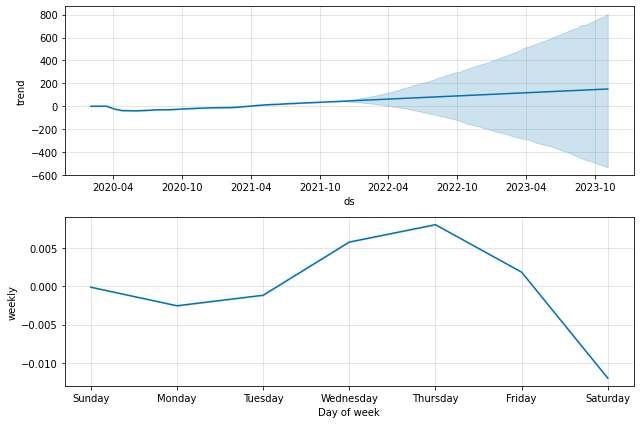 800
600
400
200
0
−200
−400
−600
trend
2020-04 2020-10 2021-04 2021-10 2022-04 2022-10 2023-04 2023-10
ds
0.005
0.000
−0.005
−0.010
weekly
Sunday Monday Tuesday Wednesday Thursday Friday Saturday
Day of week